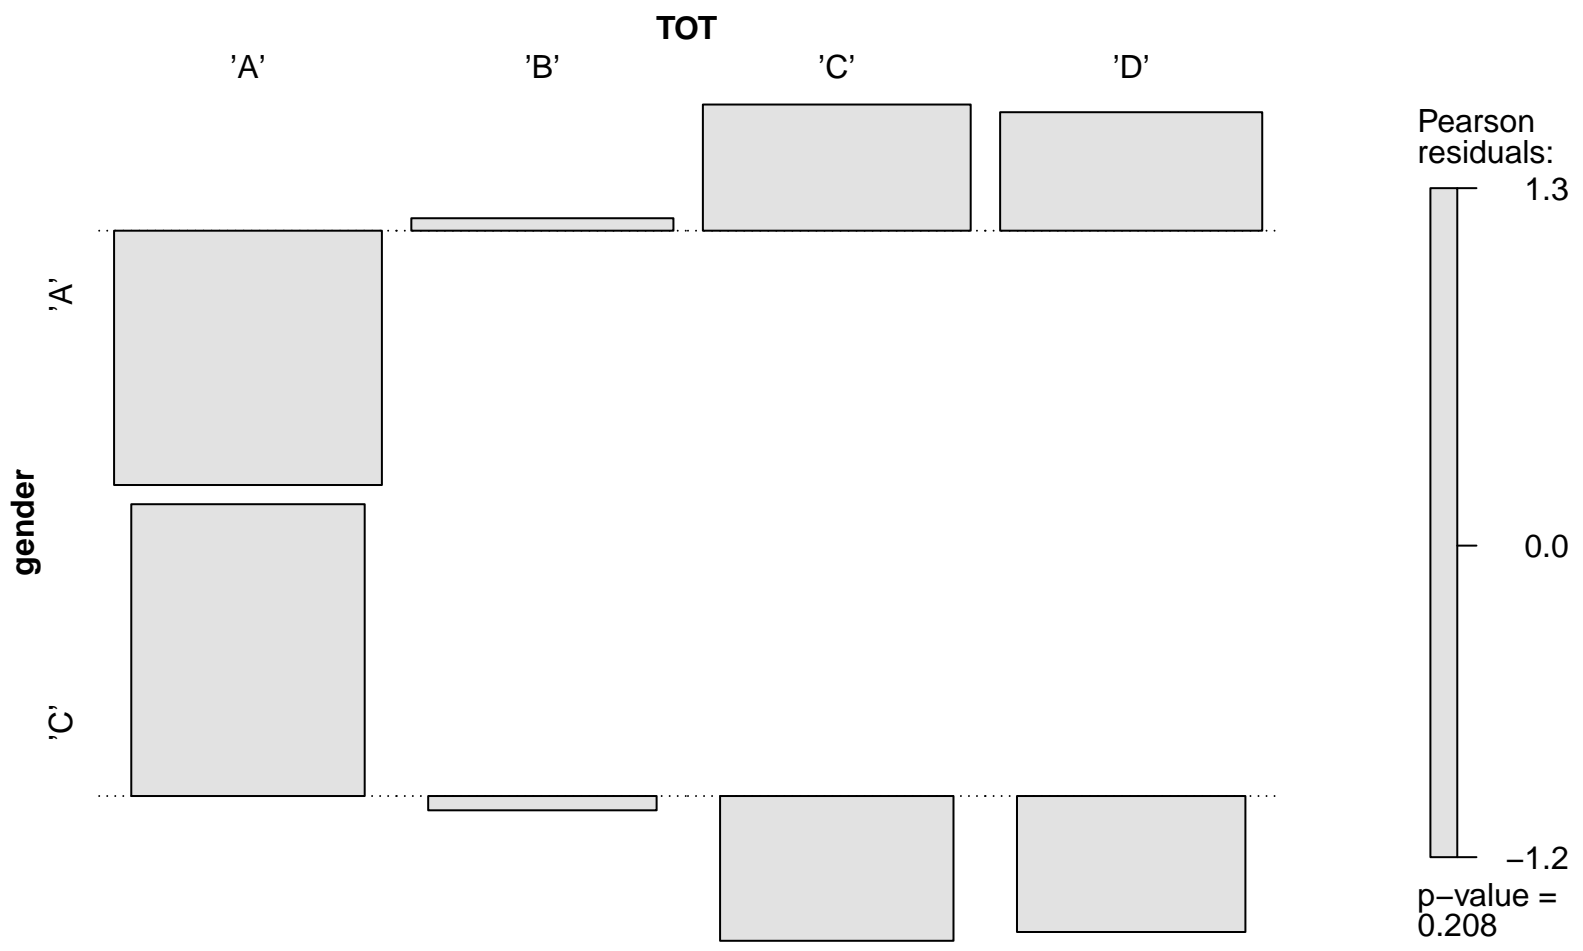 TOT
’A’ ’B’ ’C’ ’D’
gender
’A’
’C’
Pearson
residuals:
1.3
0.0
−1.2
p−value =
0.208